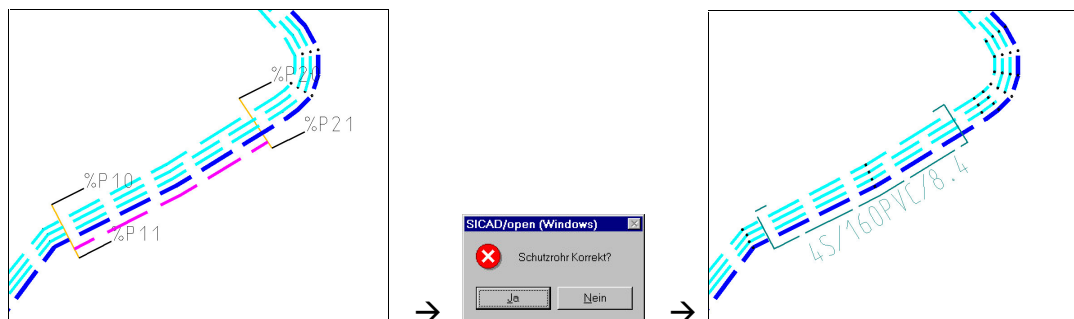 %P20
%P21
%P10
%P11
→
SICAD/open (Windows)
Schutzrohr Korrekt?
Ja
Nein
→
4S/160PVC/8.4